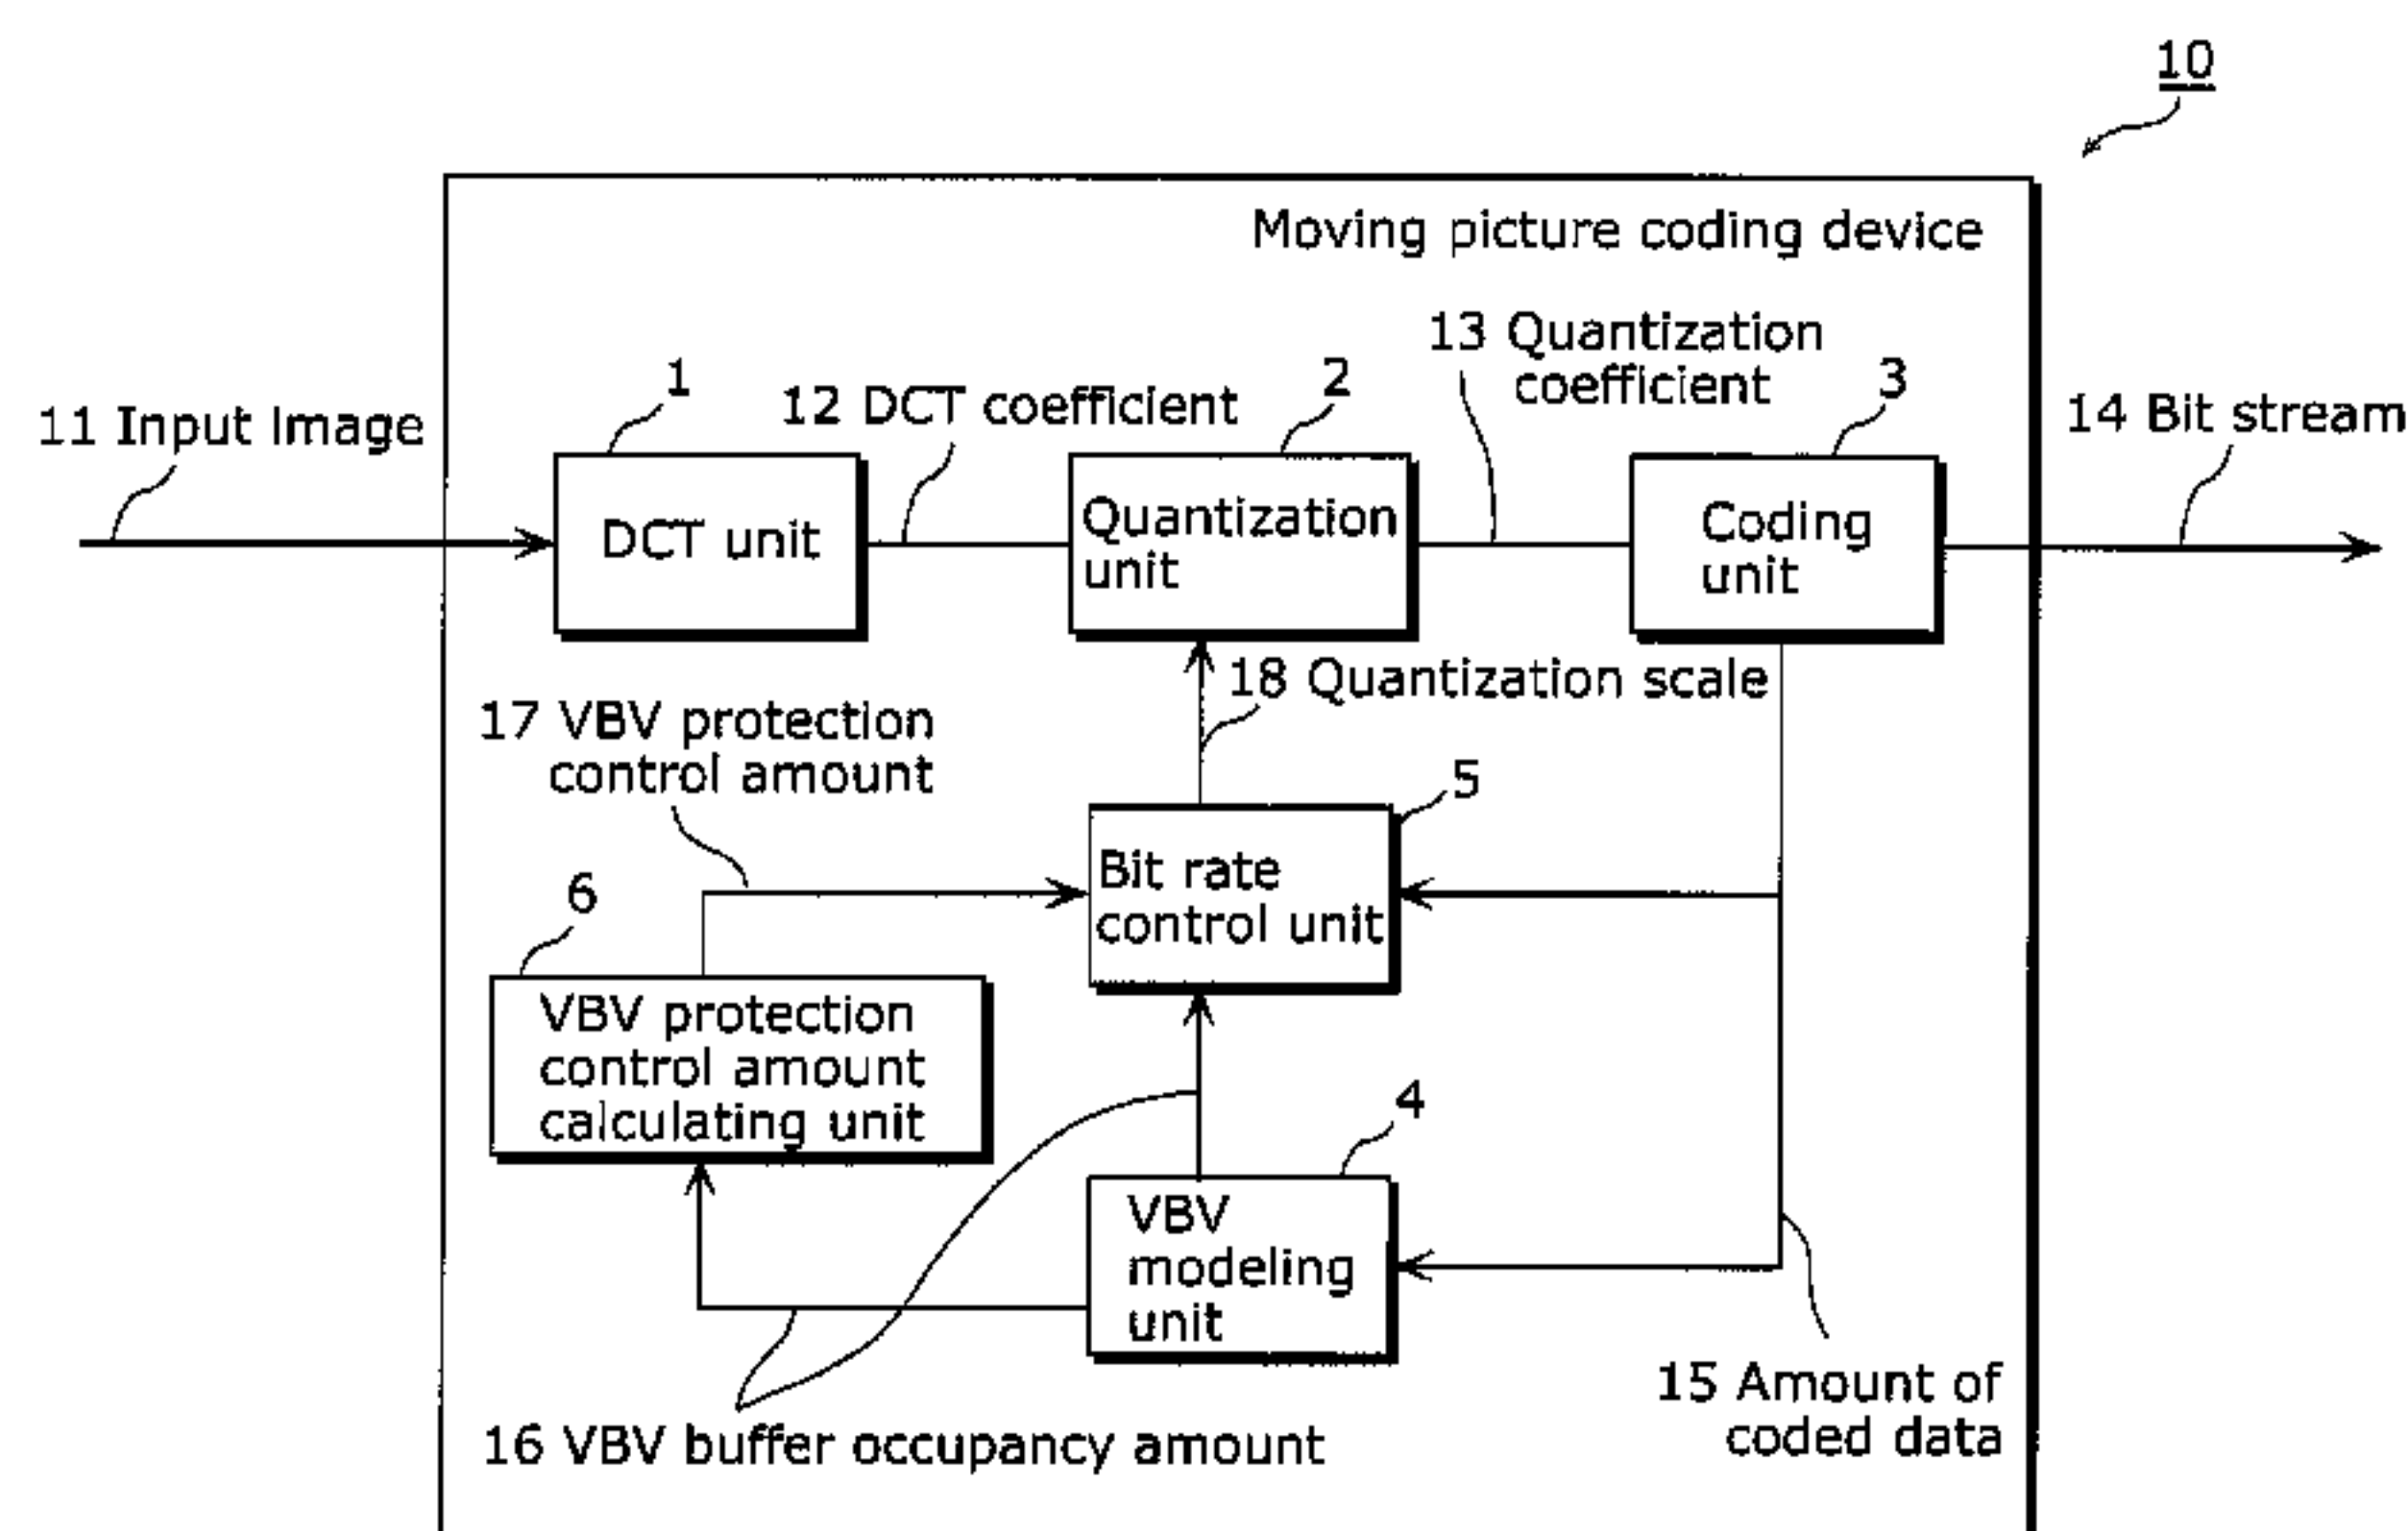 10
Moving picture coding device
13 Quantization
coefficient
1
12 DCT coefficient
2
3
11 Input Image
14 Bit stream
DCT unit
Quantization
unit
Coding
unit
18 Quantization scale
17 VBV protection
control amount
5
Bit rate
control unit
6
VBV protection
control amount
calculating unit
4
VBV
modeling
unit
15 Amount of
coded data
16 VBV buffer occupancy amount